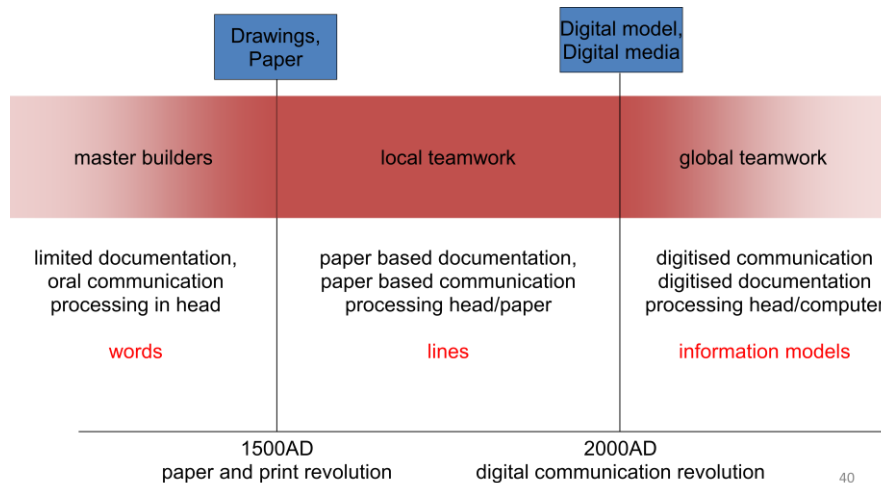 Drawings,
Paper
Digital model,
Digital media
master builders
local teamwork
global teamwork
limited documentation,
oral communication
processing in head
words
paper based documentation,
paper based communication
processing head/paper
lines
digitised communication
digitised documentation
processing head/computer
information models
1500AD
paper and print revolution
2000AD
digital communication revolution
40